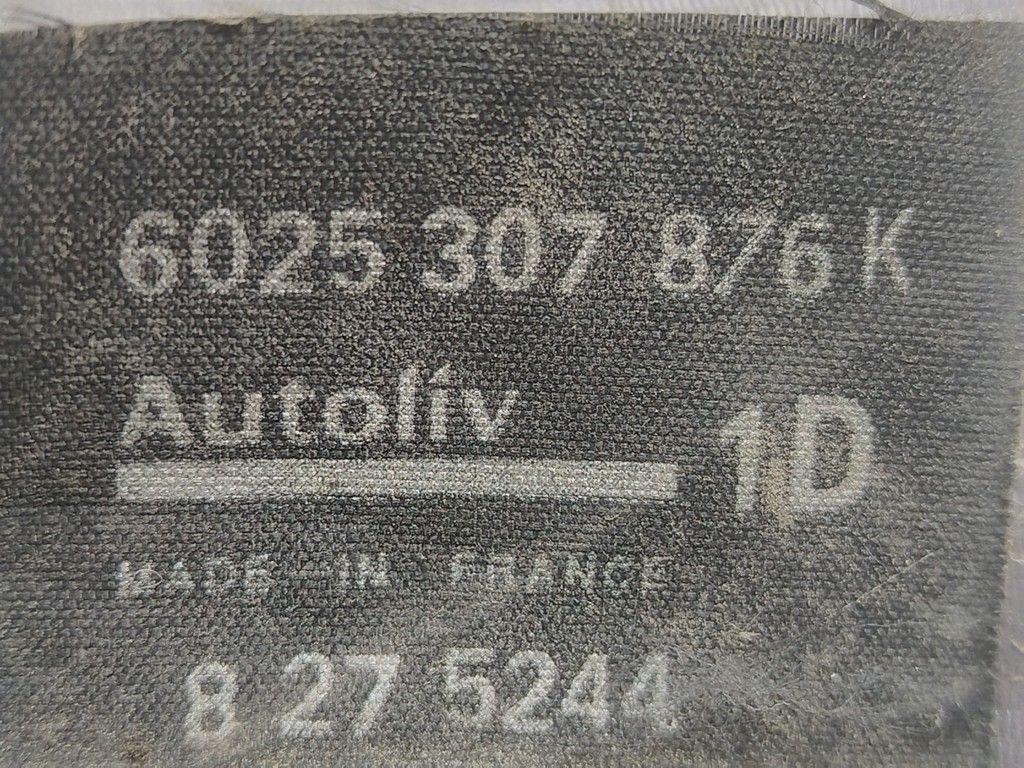 6025 307 876 K
Autoliv
1D
MADE IN FRANCE
8 27 5244